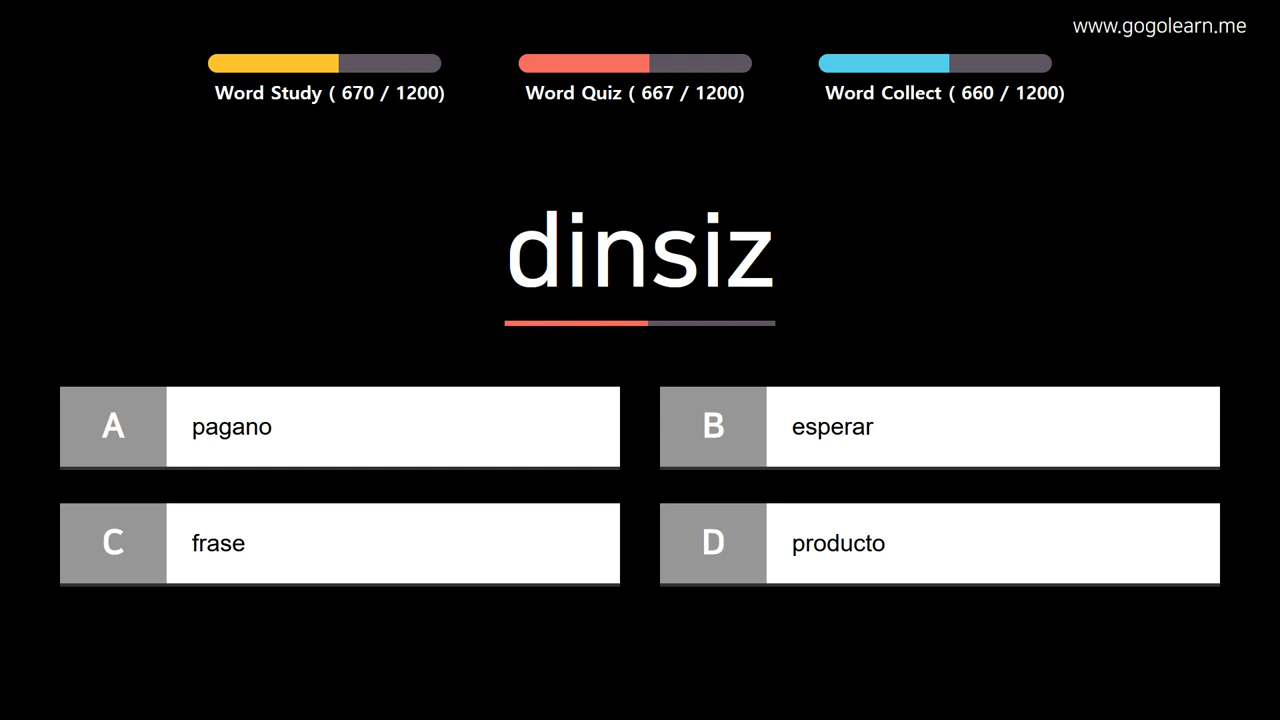 www.gogolearn.me
Word Study ( 670 / 1200)
Word Quiz ( 667 / 1200)
Word Collect ( 660 / 1200)
dinsiz
A pagano
B esperar
C frase
D producto